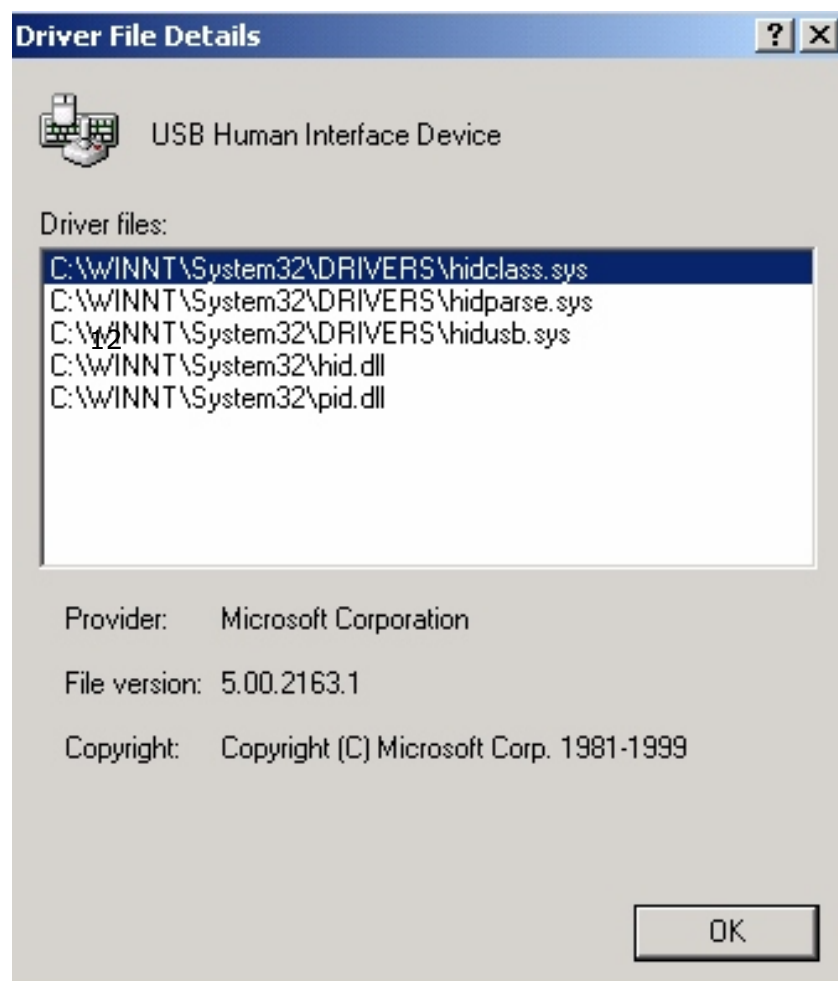 Driver File Details
USB Human Interface Device
Driver files:
C:\WINNT\System32\DRIVERS\hidclass.sys
C:\WINNT\System32\DRIVERS\hidparse.sys
C:\WINNT\System32\DRIVERS\hidusb.sys
12
C:\WINNT\System32\hid.dll
C:\WINNT\System32\pid.dll
Provider: Microsoft Corporation
File version: 5.00.2163.1
Copyright: Copyright (C) Microsoft Corp. 1981-1999
OK